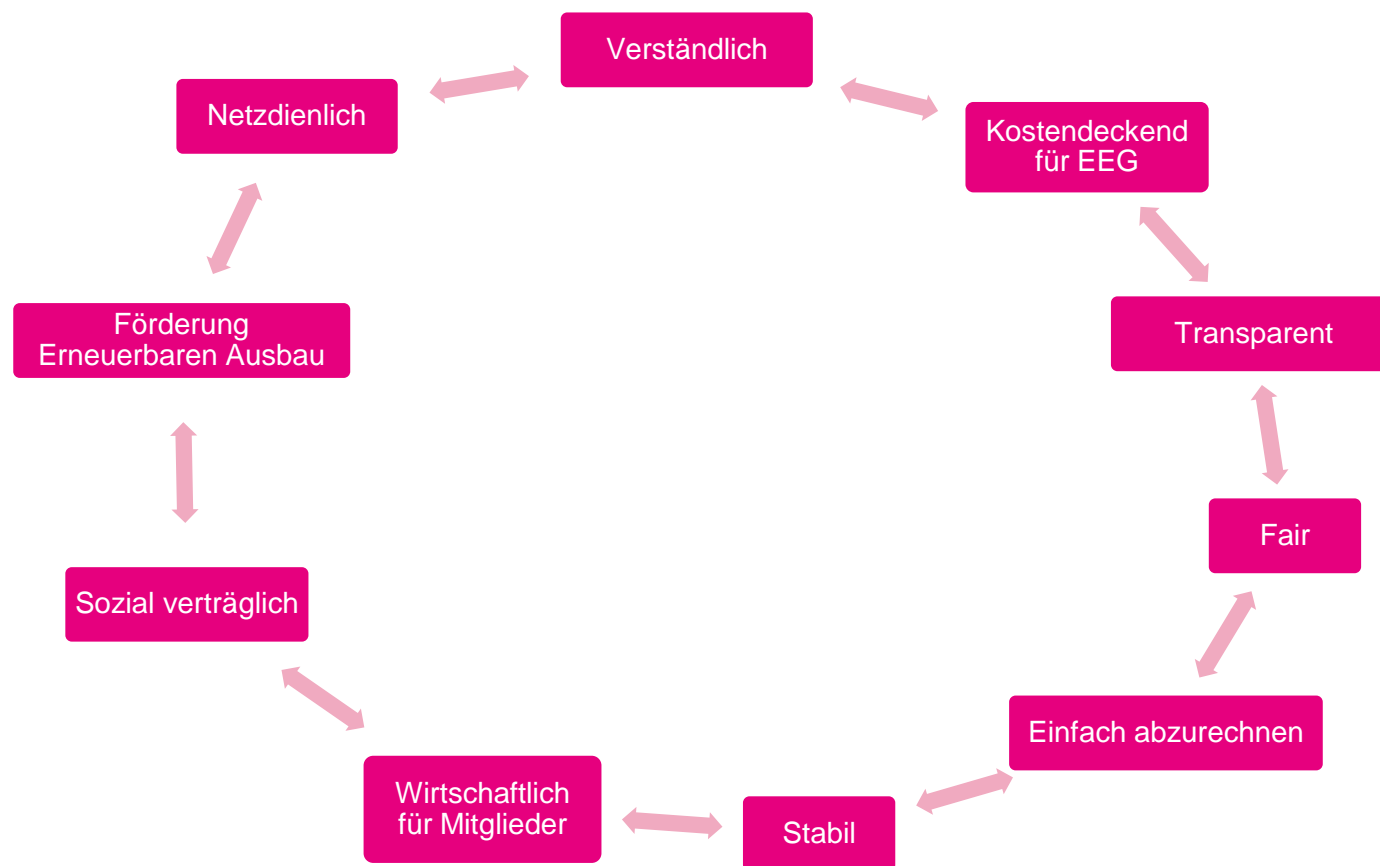 Verständlich
Kostendeckend
für EEG
Transparent
Fair
Einfach abzurechnen
Stabil
Wirtschaftlich
für Mitglieder
Sozial verträglich
Förderung
Erneuerbaren Ausbau
Netzdienlich